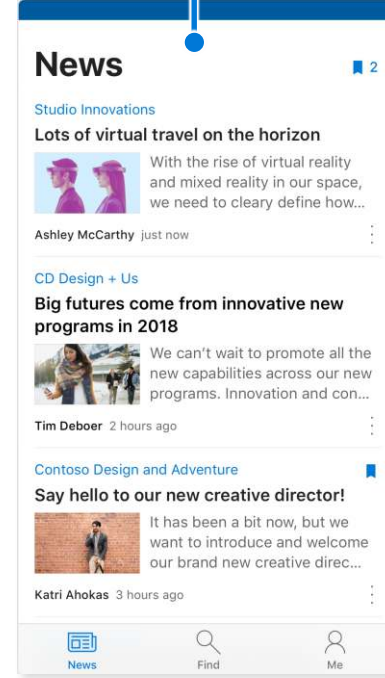 News
2
Studio Innovations
Lots of virtual travel on the horizon
With the rise of virtual reality
and mixed reality in our space,
we need to cleary define how...
Ashley McCarthy just now
CD Design + Us
Big futures come from innovative new
programs in 2018
We can't wait to promote all the
new capabilities across our new
programs. Innovation and con...
Tim Deboer 2 hours ago
Contoso Design and Adventure
Say hello to our new creative director!
It has been a bit now, but we
want to introduce and welcome
our brand new creative direc...
Katri Ahokas 3 hours ago
News Find Me